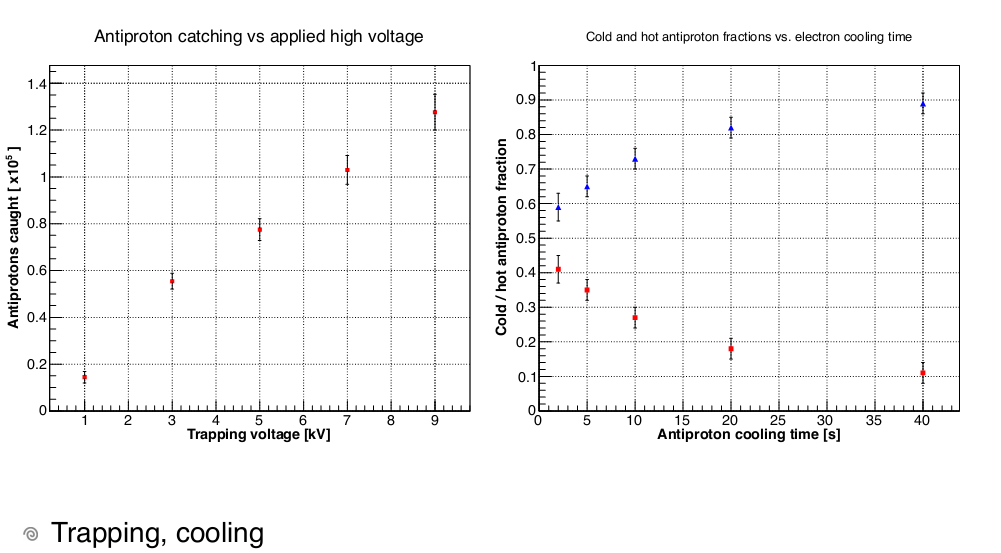 Antiproton catching vs applied high voltage
Antiprotons caught [ x10⁵ ]
1.4
1.2
1
0.8
0.6
0.4
0.2
0
1 2 3 4 5 6 7 8 9
Trapping voltage [kV]
Cold and hot antiproton fractions vs. electron cooling time
Cold / hot antiproton fraction
1
0.9
0.8
0.7
0.6
0.5
0.4
0.3
0.2
0.1
0
0 5 10 15 20 25 30 35 40
Antiproton cooling time [s]
Trapping, cooling